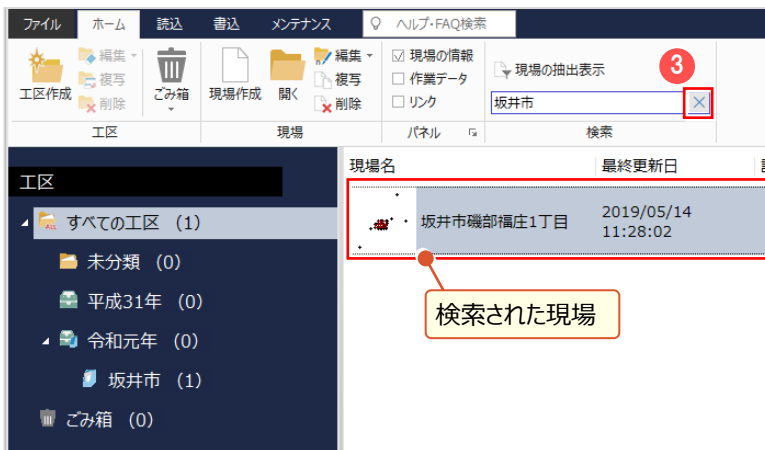 ファイル ホーム 読込 書込 メンテナンス ヘルプ・FAQ検索
工区作成 編集 複写 削除 ごみ箱
工区
現場作成 開く 編集 複写 削除
現場
現場の情報
作業データ
リンク
パネル
現場の抽出表示
3
坂井市
検索
工区
すべての工区 (1)
未分類 (0)
平成31年 (0)
令和元年 (0)
坂井市 (1)
ごみ箱 (0)
現場名 最終更新日
ALL
坂井市磯部福庄1丁目 2019/05/14
11:28:02
検索された現場